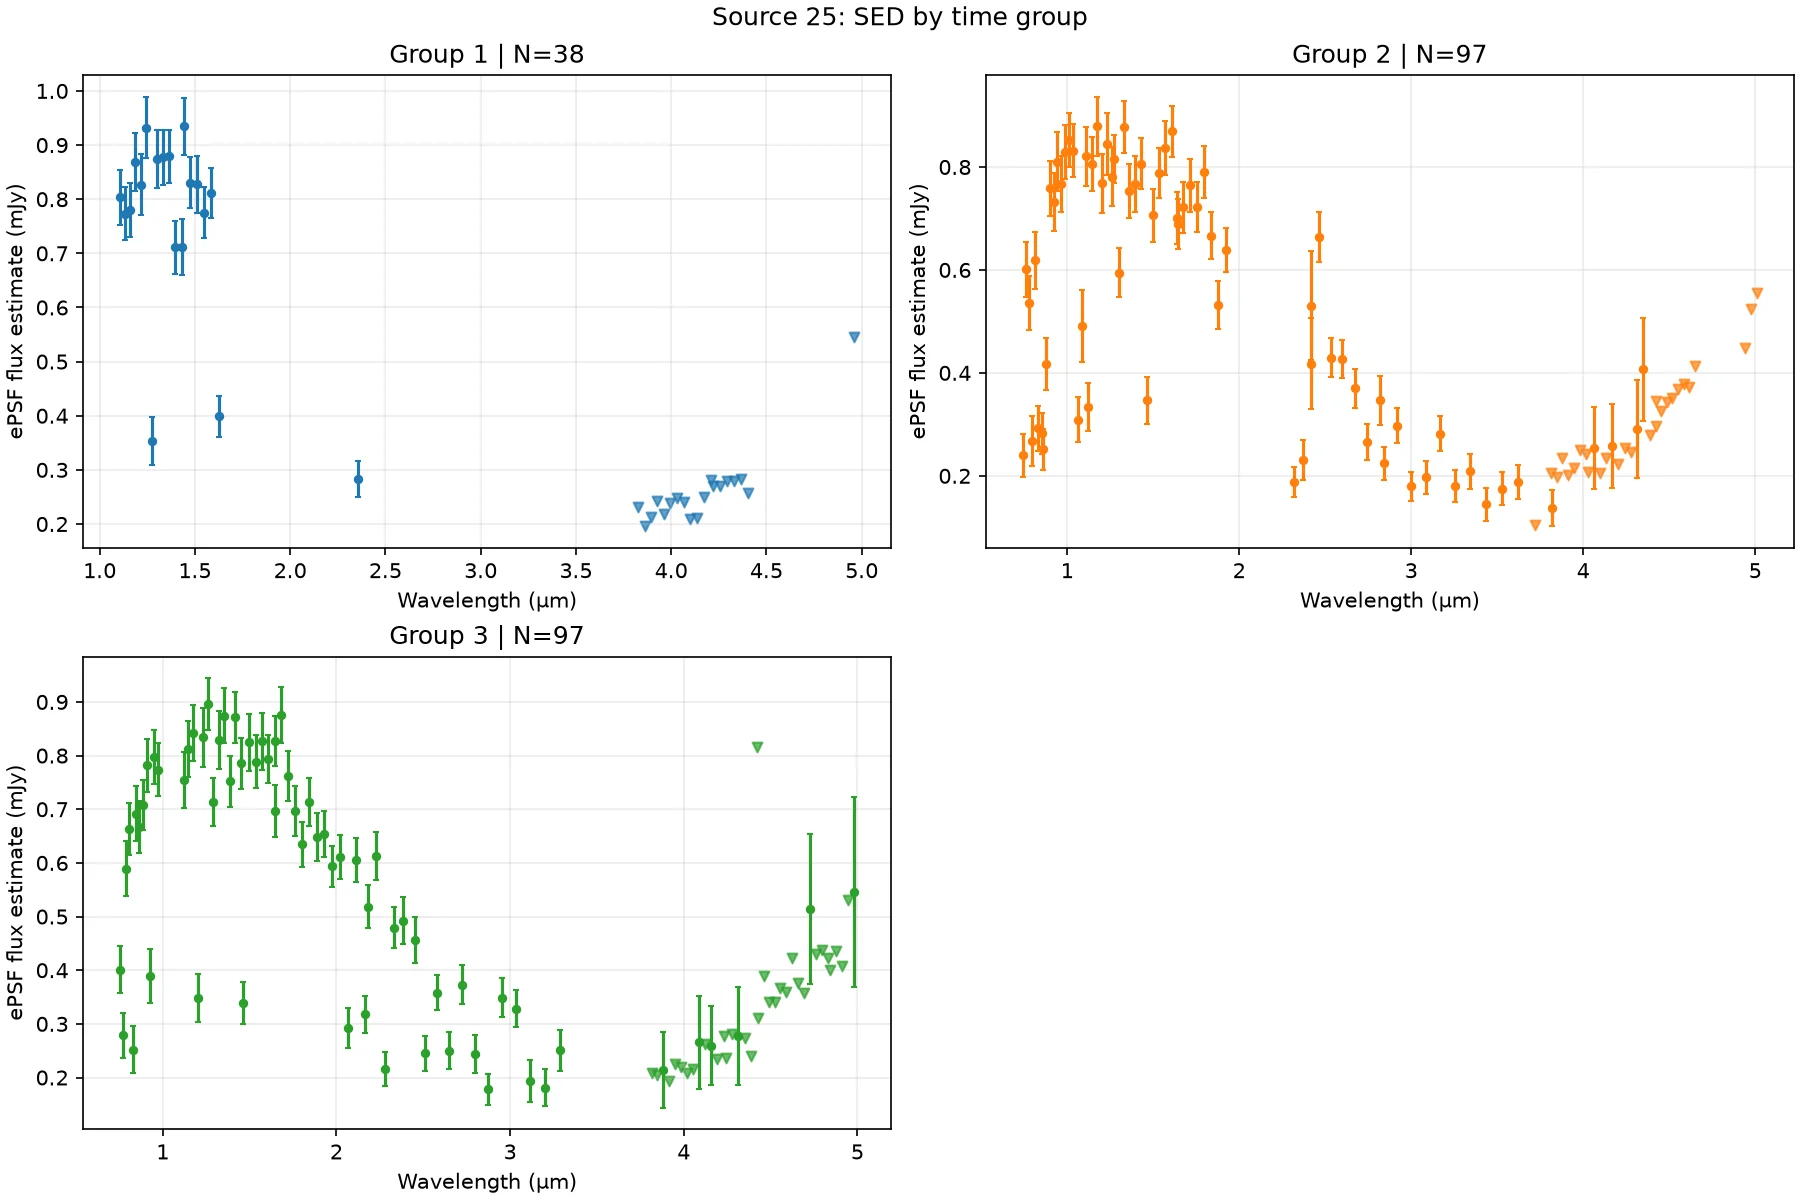 Source 25: SED by time group
Group 1 | N=38
ePSF flux estimate (mJy)
1.0
0.9
0.8
0.7
0.6
0.5
0.4
0.3
0.2
1.0 1.5 2.0 2.5 3.0 3.5 4.0 4.5 5.0
Wavelength (µm)
Group 2 | N=97
ePSF flux estimate (mJy)
0.8
0.6
0.4
0.2
1 2 3 4 5
Wavelength (µm)
Group 3 | N=97
ePSF flux estimate (mJy)
0.9
0.8
0.7
0.6
0.5
0.4
0.3
0.2
1 2 3 4 5
Wavelength (µm)